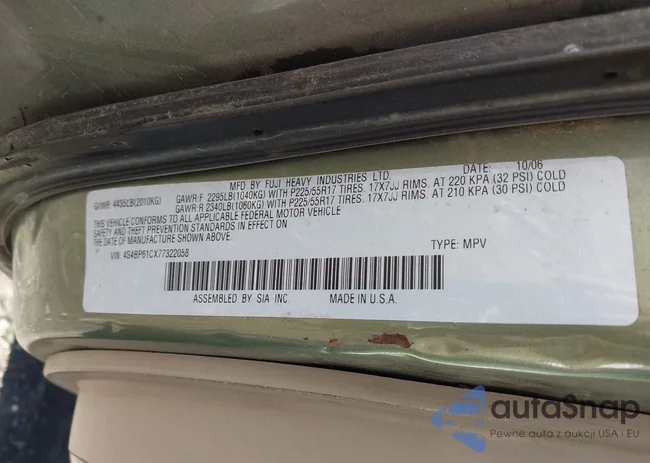 MFD BY FUJI HEAVY INDUSTRIES LTD. DATE: 10/06
GVWR: 4435LB(2010KG) GAWR:F 2295LB(1040KG) WITH P225/55R17 TIRES, 17X7JJ RIMS, AT 220 KPA (32 PSI) COLD
GAWR:R 2340LB(1060KG) WITH P225/55R17 TIRES, 17X7JJ RIMS, AT 210 KPA (30 PSI) COLD
THIS VEHICLE CONFORMS TO ALL APPLICABLE FEDERAL MOTOR VEHICLE
SAFETY AND THEFT PREVENTION STANDARDS IN EFFECT ON
THE DATE OF MANUFACTURE SHOWN ABOVE.
VIN: 4S4BP61CX77322058 TYPE: MPV
ASSEMBLED BY SIA INC. MADE IN U.S.A.
autoSnap
Pewne auta z aukcji USA i EU